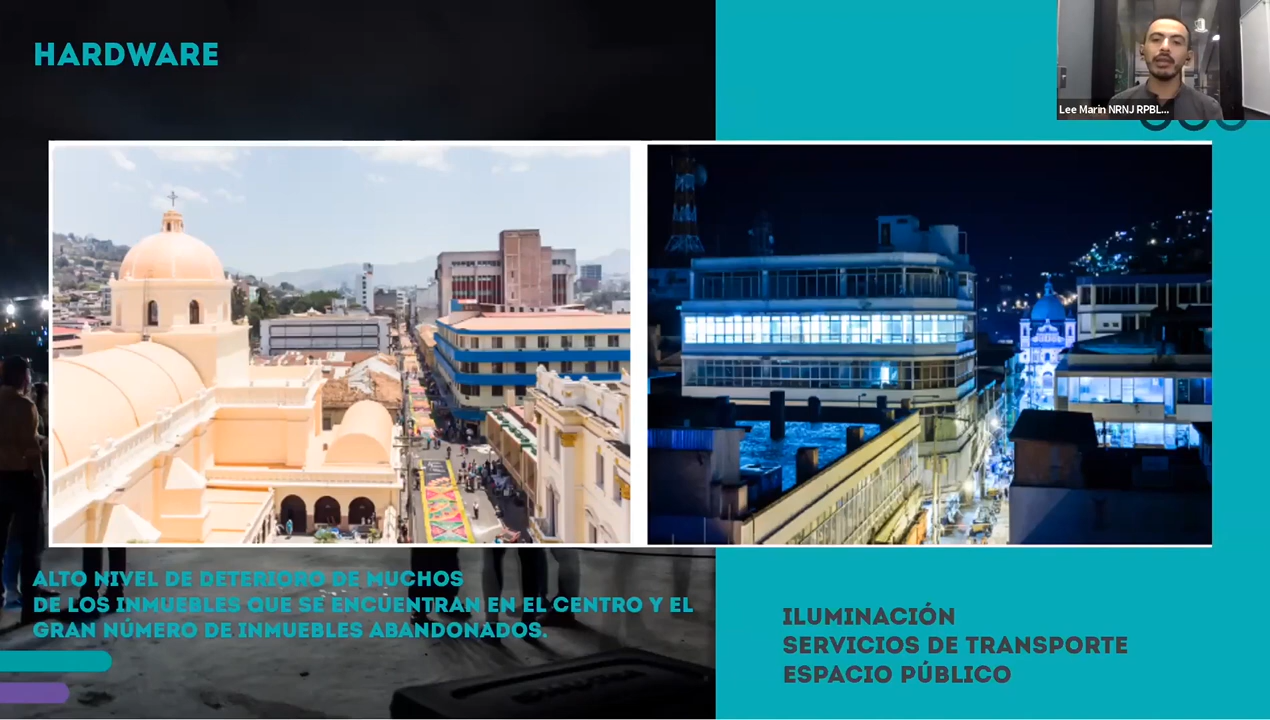 HARDWARE
Lee Marin NRNJ RPBL...
ALTO NIVEL DE DETERIORO DE MUCHOS
DE LOS INMUEBLES QUE SE ENCUENTRAN EN EL CENTRO Y EL
GRAN NÚMERO DE INMUEBLES ABANDONADOS.
ILUMINACIÓN
SERVICIOS DE TRANSPORTE
ESPACIO PÚBLICO